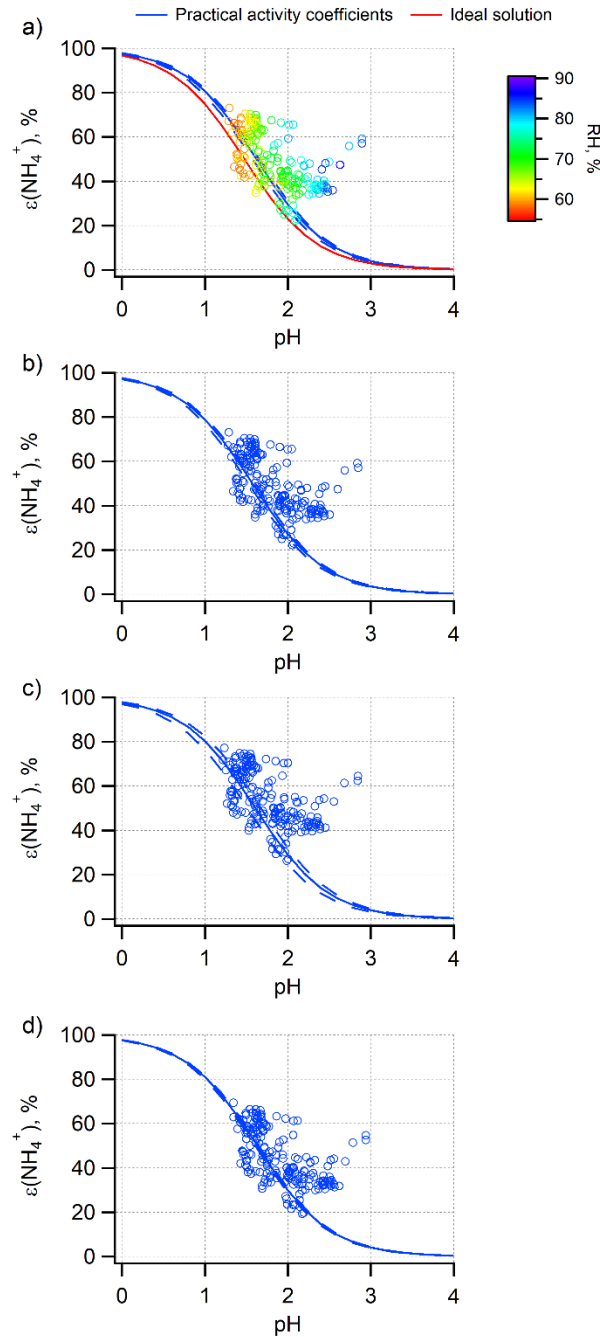 Practical activity coefficients Ideal solution
a)
100
80
60
40
20
0
ε(NH₄⁺), %
0 1 2 3 4
pH
90
80
70
60
RH, %
b)
100
80
60
40
20
0
ε(NH₄⁺), %
0 1 2 3 4
pH
c)
100
80
60
40
20
0
ε(NH₄⁺), %
0 1 2 3 4
pH
d)
100
80
60
40
20
0
ε(NH₄⁺), %
0 1 2 3 4
pH